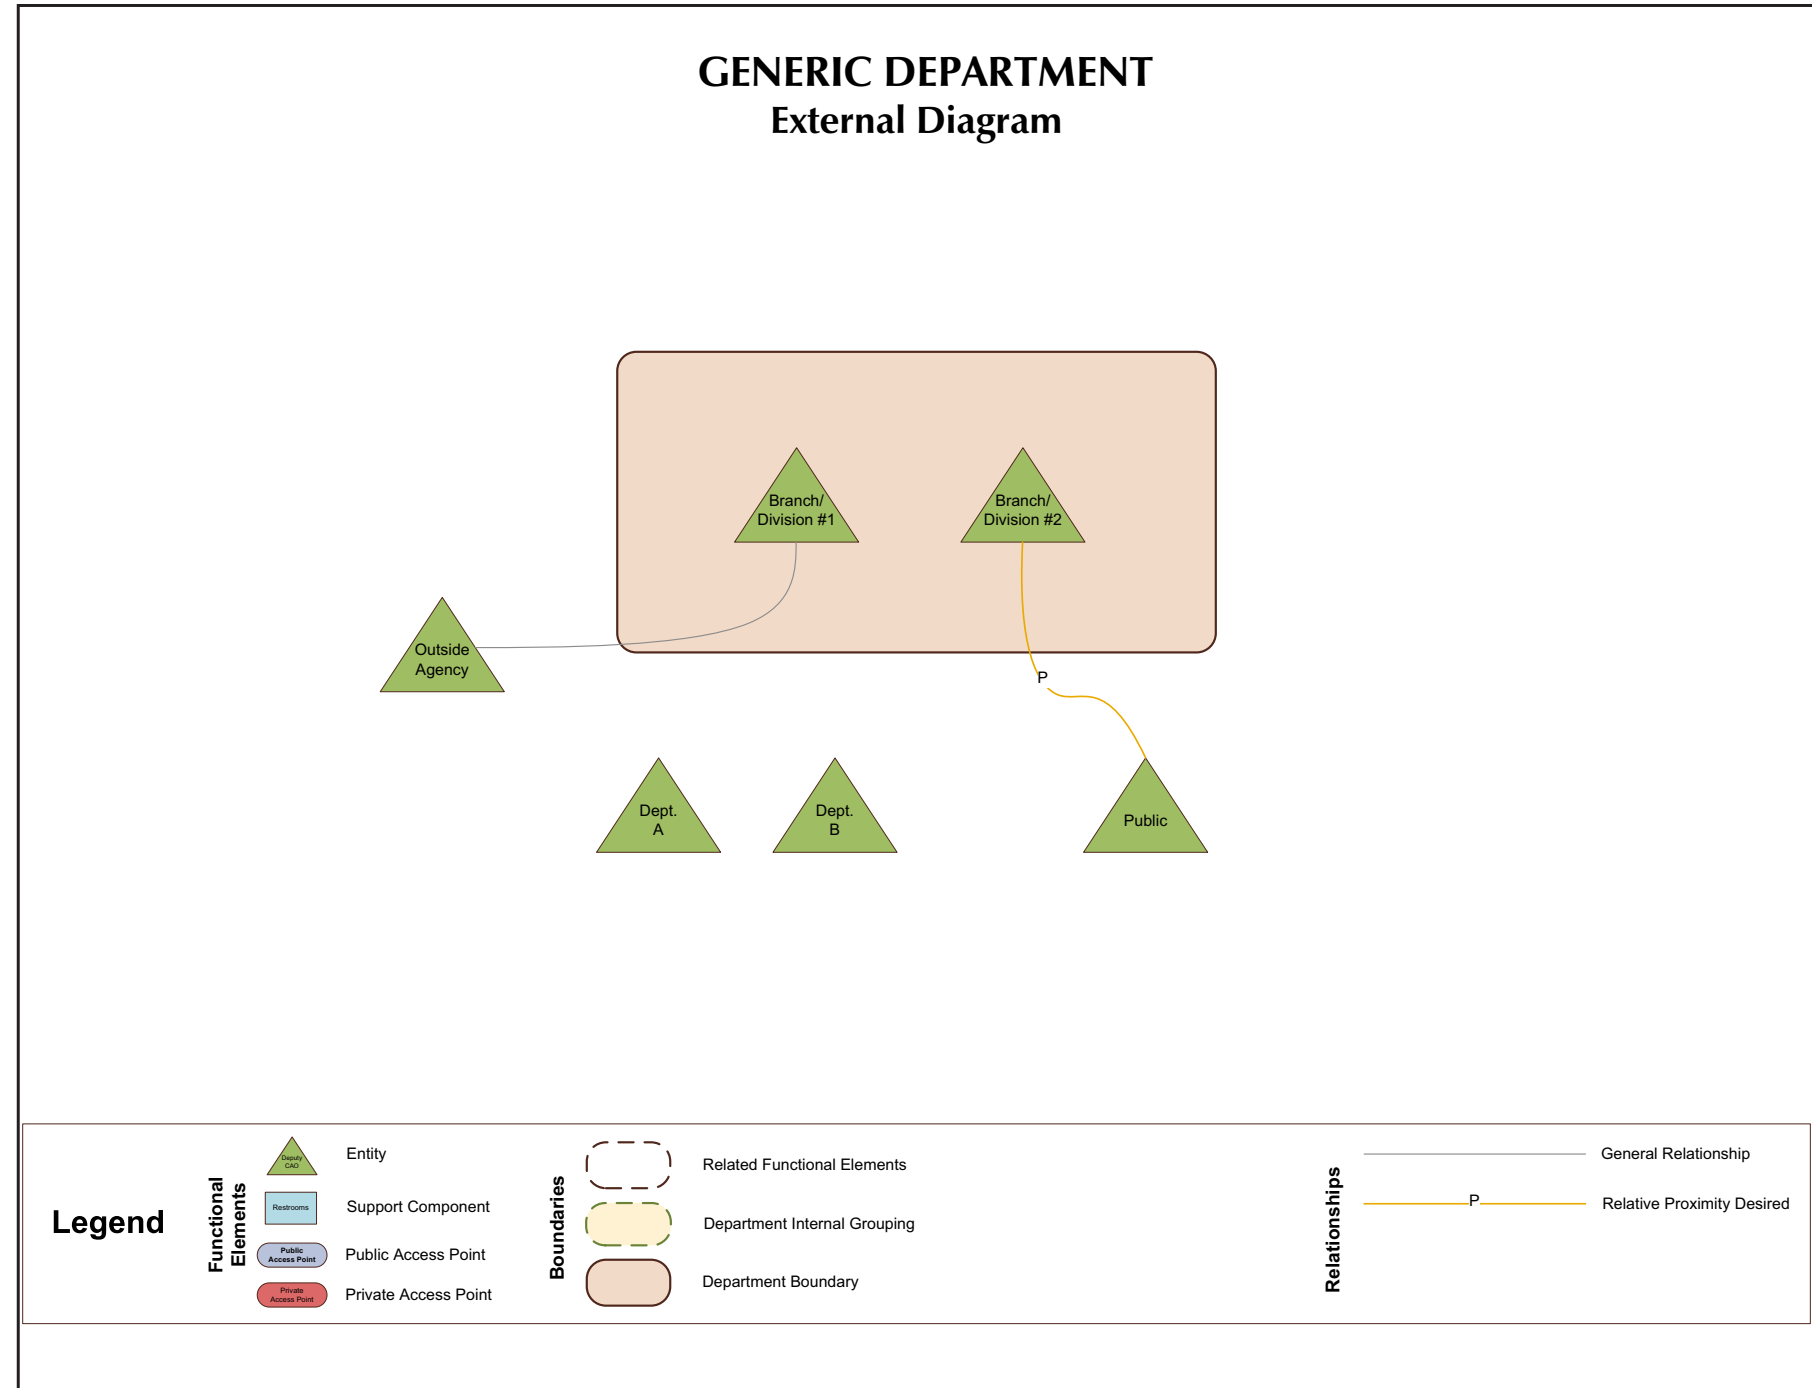 GENERIC DEPARTMENT
External Diagram
Branch/
Division #1
Branch/
Division #2
Outside
Agency
P
Dept.
A
Dept.
B
Public
Legend
Functional
Elements
Deputy
CAO
Entity
Restrooms
Support Component
Public
Access Point
Public Access Point
Private
Access Point
Private Access Point
Boundaries
Related Functional Elements
Department Internal Grouping
Department Boundary
Relationships
General Relationship
P
Relative Proximity Desired